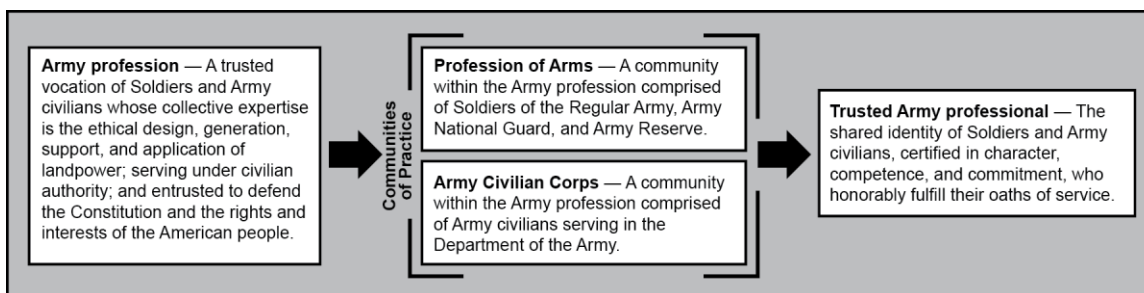 Army profession — A trusted
vocation of Soldiers and Army
civilians whose collective expertise
is the ethical design, generation,
support, and application of
landpower; serving under civilian
authority; and entrusted to defend
the Constitution and the rights and
interests of the American people.
Communities
of Practice
Profession of Arms — A community
within the Army profession comprised
of Soldiers of the Regular Army, Army
National Guard, and Army Reserve.
Army Civilian Corps — A community
within the Army profession comprised
of Army civilians serving in the
Department of the Army.
Trusted Army professional — The
shared identity of Soldiers and Army
civilians, certified in character,
competence, and commitment, who
honorably fulfill their oaths of service.